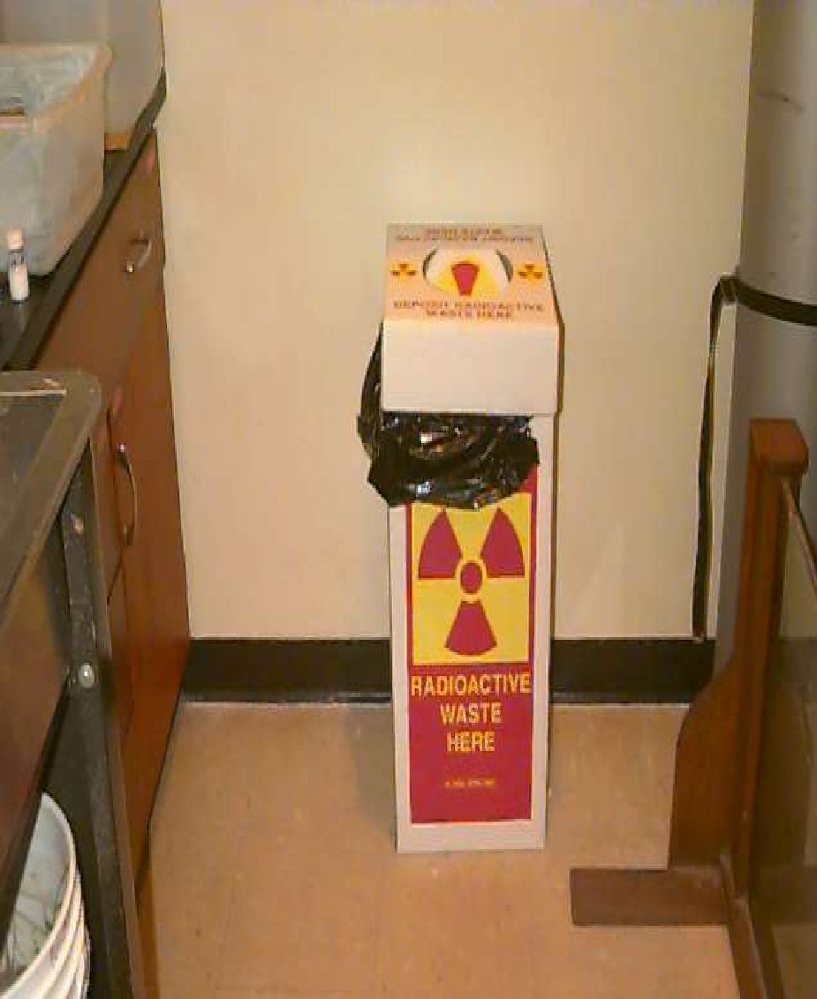 DEPOSIT RADIOACTIVE
WASTE HERE
RADIOACTIVE
WASTE
HERE